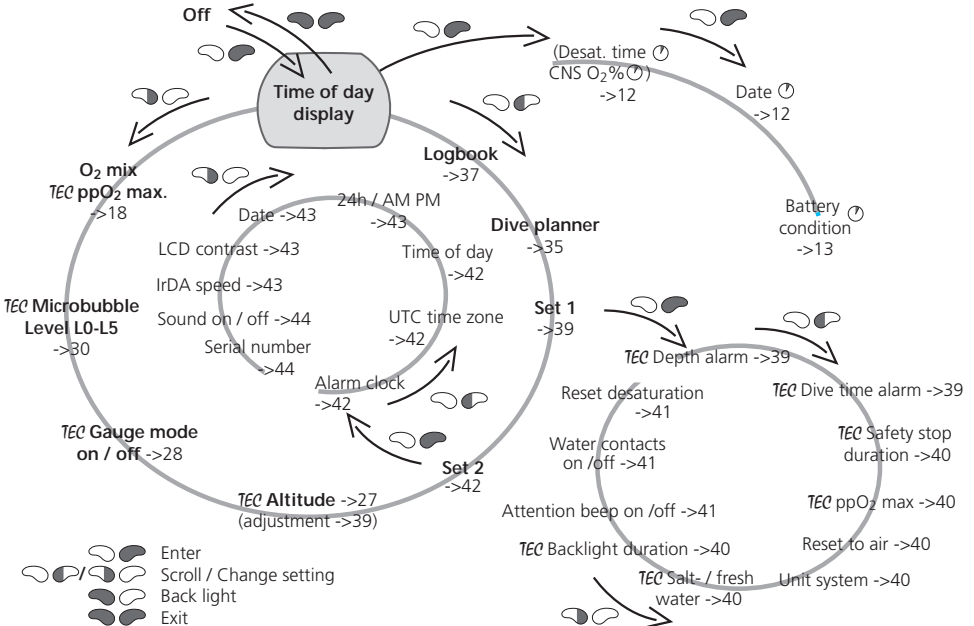 Off
Time of day
display
(Desat. time
CNS O₂%)
->12
Date
->12
Battery
condition
->13
O₂ mix
TEC ppO₂ max.
->18
TEC Microbubble
Level L0-L5
->30
TEC Gauge mode
on / off ->28
TEC Altitude ->27
(adjustment ->39)
Set 2
->42
Set 1
->39
Dive planner
->35
Logbook
->37
24h / AM PM
->43
Time of day
->42
UTC time zone
->42
Alarm clock
->42
Date ->43
LCD contrast ->43
IrDA speed ->43
Sound on / off ->44
Serial number
->44
TEC Depth alarm ->39
TEC Dive time alarm ->39
TEC Safety stop
duration ->40
TEC ppO₂ max ->40
Reset to air ->40
Unit system ->40
TEC Salt- / fresh
water ->40
TEC Backlight duration ->40
Attention beep on /off ->41
Water contacts
on /off ->41
Reset desaturation
->41
Enter
/ Scroll / Change setting
Back light
Exit